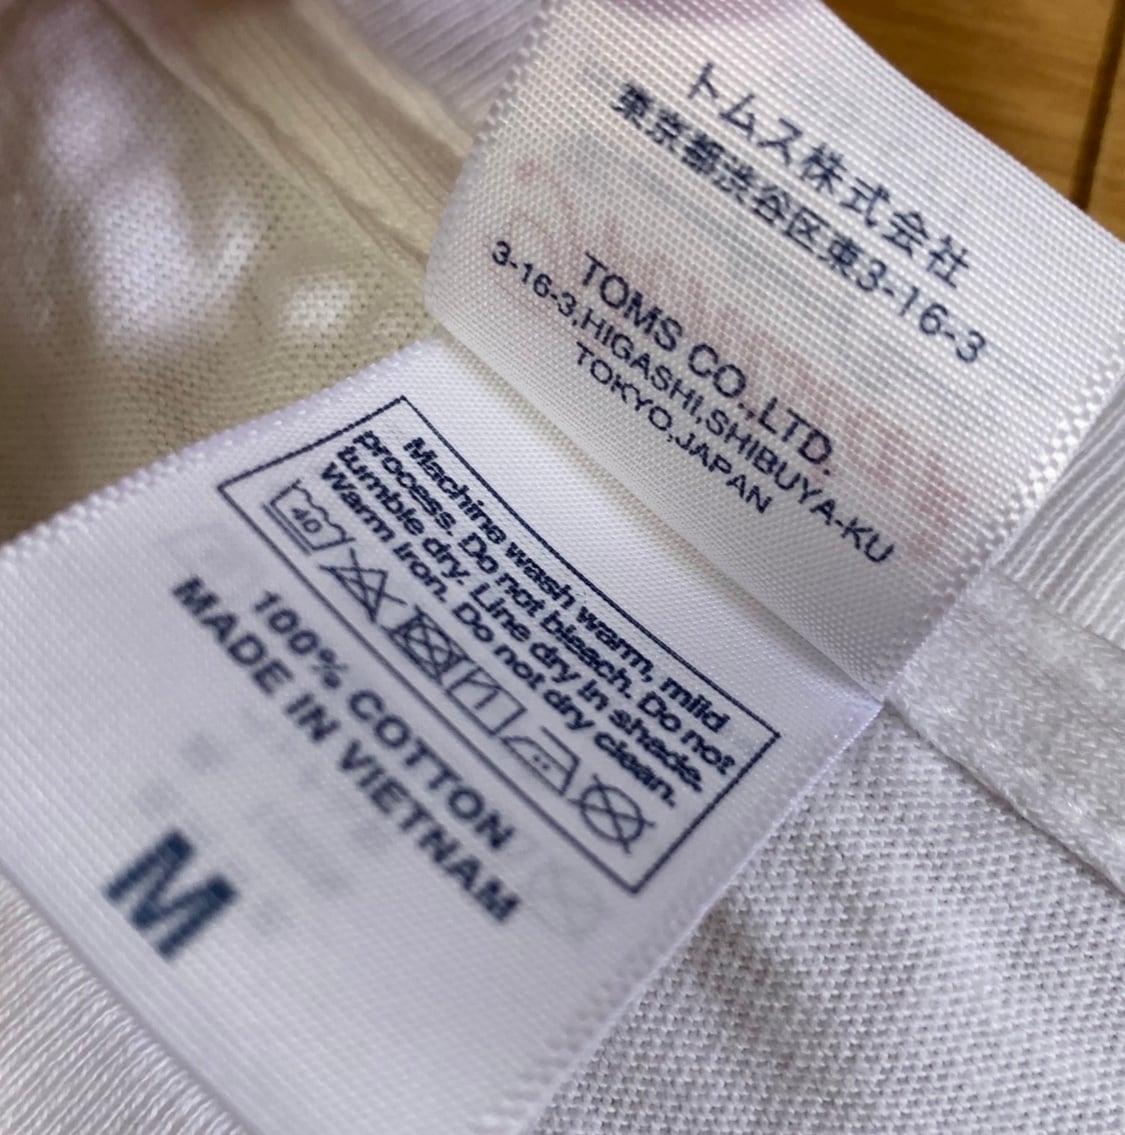 トムス株式会社
東京都渋谷区東3-16-3
TOMS CO.,LTD.
3-16-3,HIGASHI,SHIBUYA-KU
TOKYO,JAPAN
Machine wash warm, mild
process. Do not bleach. Do not
tumble dry. Line dry in shade.
Warm iron. Do not dry clean.
40
100% COTTON
MADE IN VIETNAM
M